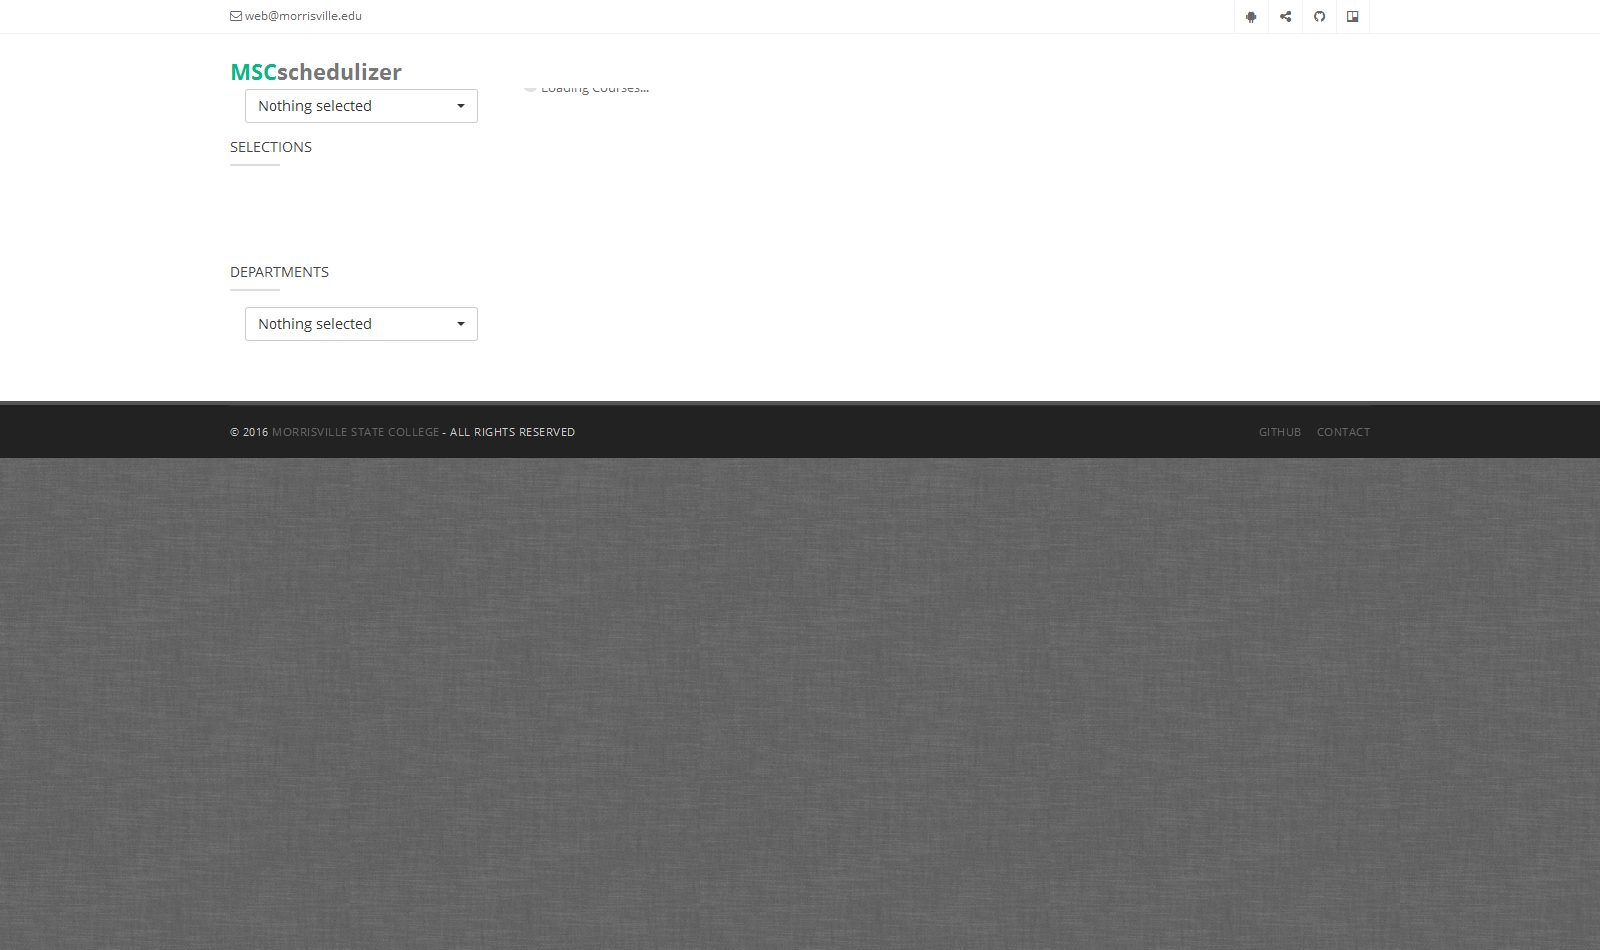 web@morrisville.edu
MSCschedulizer
Nothing selected
Loading Courses...
SELECTIONS
DEPARTMENTS
Nothing selected
© 2016 MORRISVILLE STATE COLLEGE - ALL RIGHTS RESERVED
GITHUB CONTACT